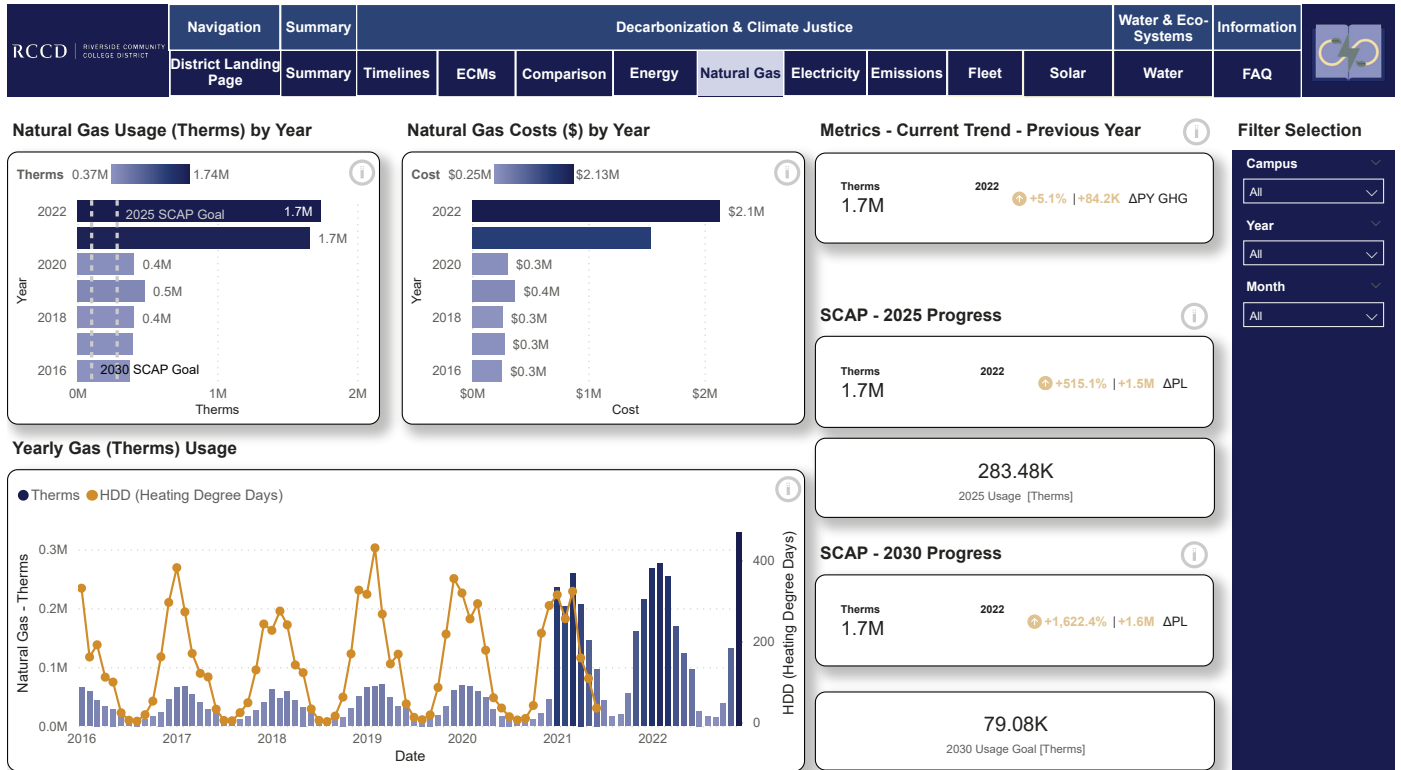 RCCD | RIVERSIDE COMMUNITY COLLEGE DISTRICT
Navigation Summary Decarbonization & Climate Justice Water & Eco-Systems Information
District Landing Page Summary Timelines ECMs Comparison Energy Natural Gas Electricity Emissions Fleet Solar Water FAQ
Natural Gas Usage (Therms) by Year
Therms 0.37M 1.74M
2022
2025 SCAP Goal
1.7M
1.7M
2020
0.4M
0.5M
2018
0.4M
2016
2030 SCAP Goal
Year
0M 1M 2M
Therms
Natural Gas Costs ($) by Year
Cost $0.25M $2.13M
2022
$2.1M
2020
$0.3M
$0.4M
2018
$0.3M
$0.3M
2016
$0.3M
Year
$0M $1M $2M
Cost
Yearly Gas (Therms) Usage
Therms HDD (Heating Degree Days)
Natural Gas - Therms
0.3M
0.2M
0.1M
0.0M
HDD (Heating Degree Days)
400
200
0
2016 2017 2018 2019 2020 2021 2022
Date
Metrics - Current Trend - Previous Year
Therms
1.7M
2022
+5.1% |+84.2K ΔPY GHG
SCAP - 2025 Progress
Therms
1.7M
2022
+515.1% |+1.5M ΔPL
283.48K
2025 Usage [Therms]
SCAP - 2030 Progress
Therms
1.7M
2022
+1,622.4% |+1.6M ΔPL
79.08K
2030 Usage Goal [Therms]
Filter Selection
Campus
All
Year
All
Month
All